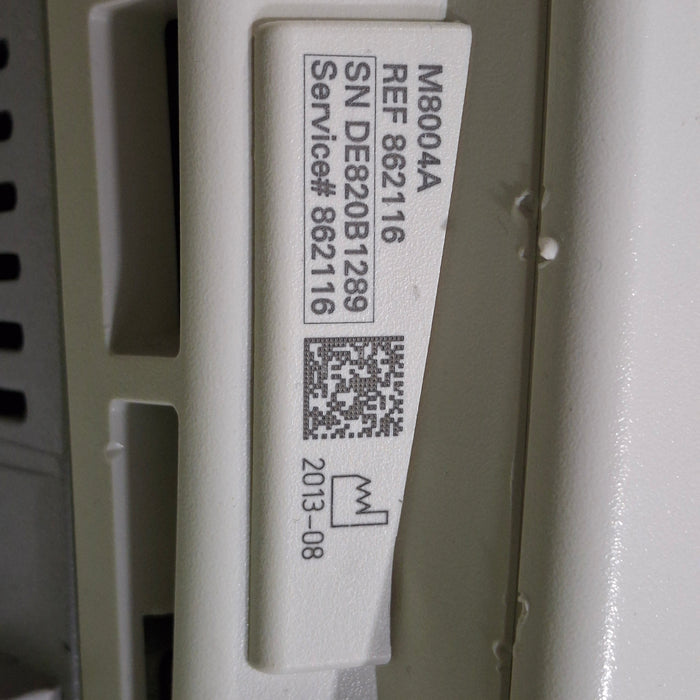 M8004A
REF 862116
SN DE820B1289
Service# 862116
2013-08